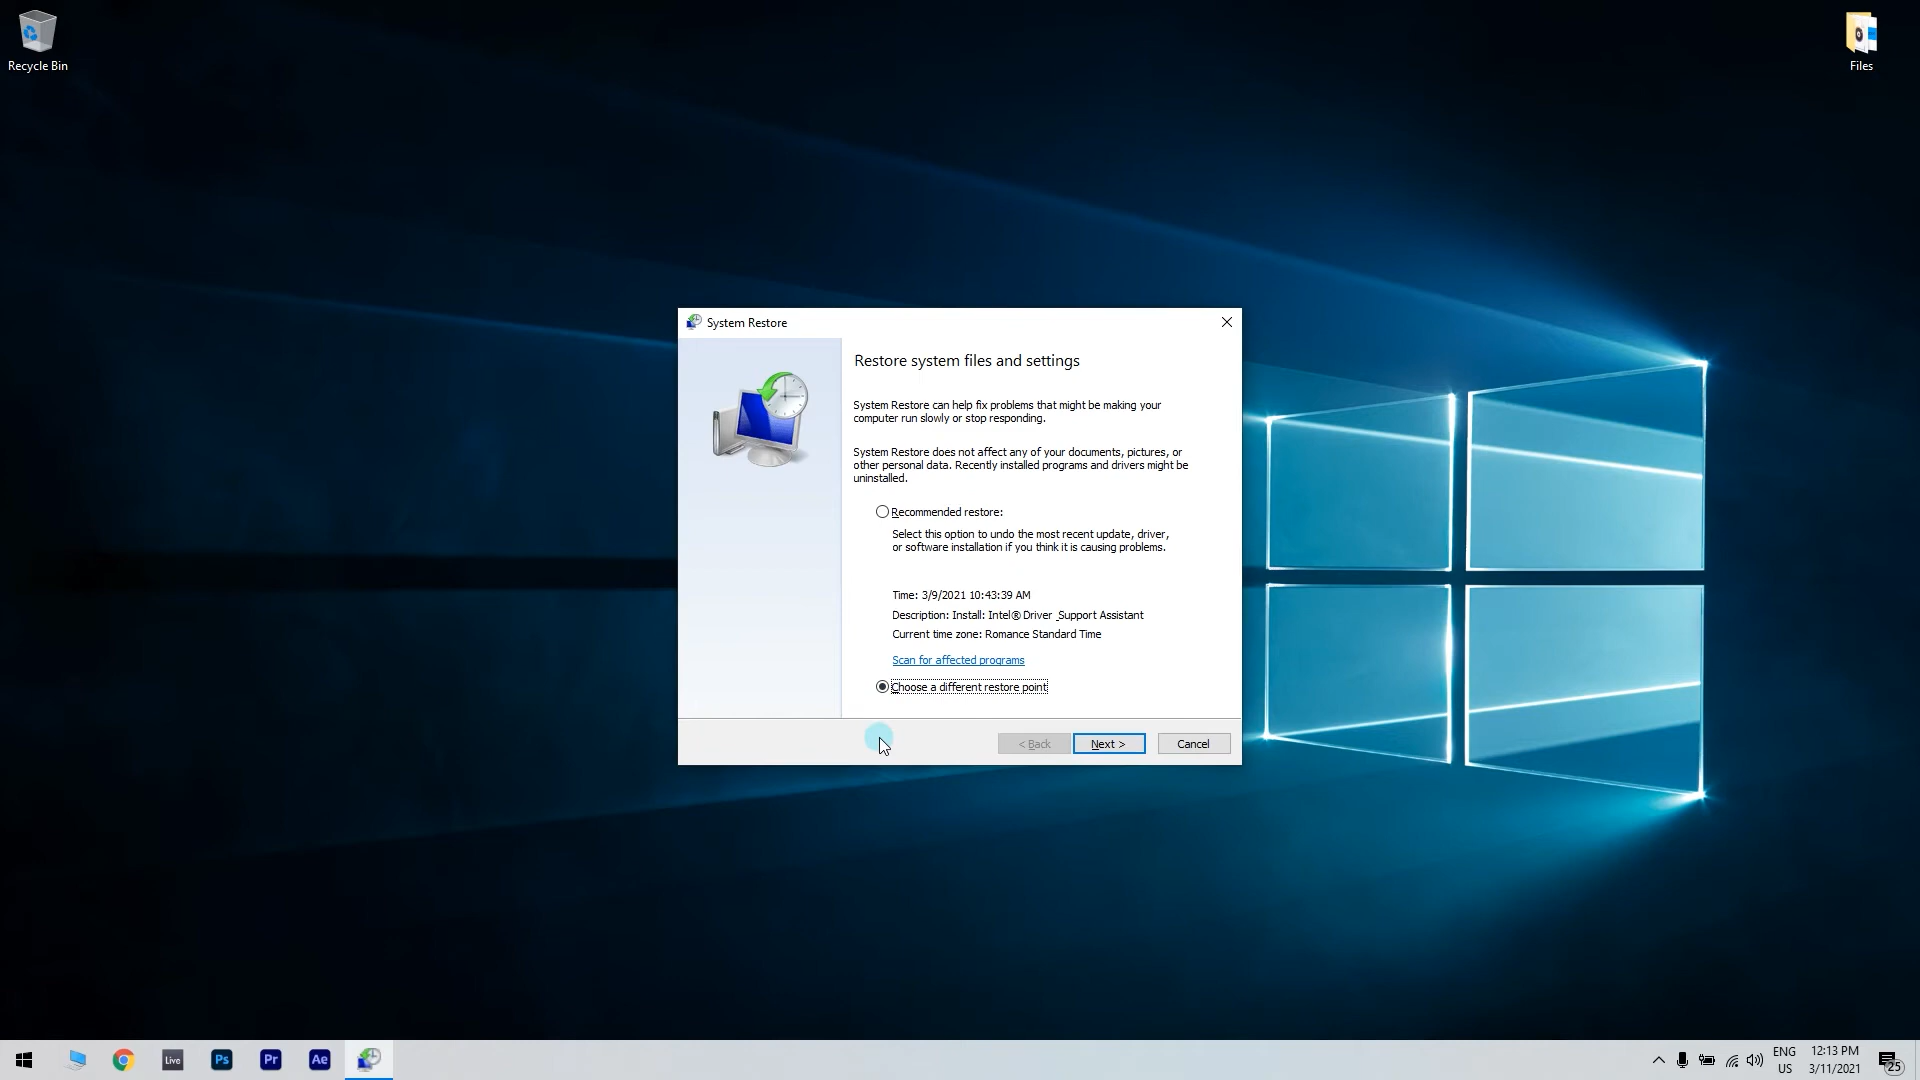 Recycle Bin
Files
System Restore
Restore system files and settings
System Restore can help fix problems that might be making your
computer run slowly or stop responding.
System Restore does not affect any of your documents, pictures, or
other personal data. Recently installed programs and drivers might be
uninstalled.
Recommended restore:
Select this option to undo the most recent update, driver,
or software installation if you think it is causing problems.
Time: 3/9/2021 10:43:39 AM
Description: Install: Intel® Driver _Support Assistant
Current time zone: Romance Standard Time
Scan for affected programs
Choose a different restore point
< Back
Next >
Cancel
Live
Ps
Pr
Ae
ENG
US
12:13 PM
3/11/2021
25